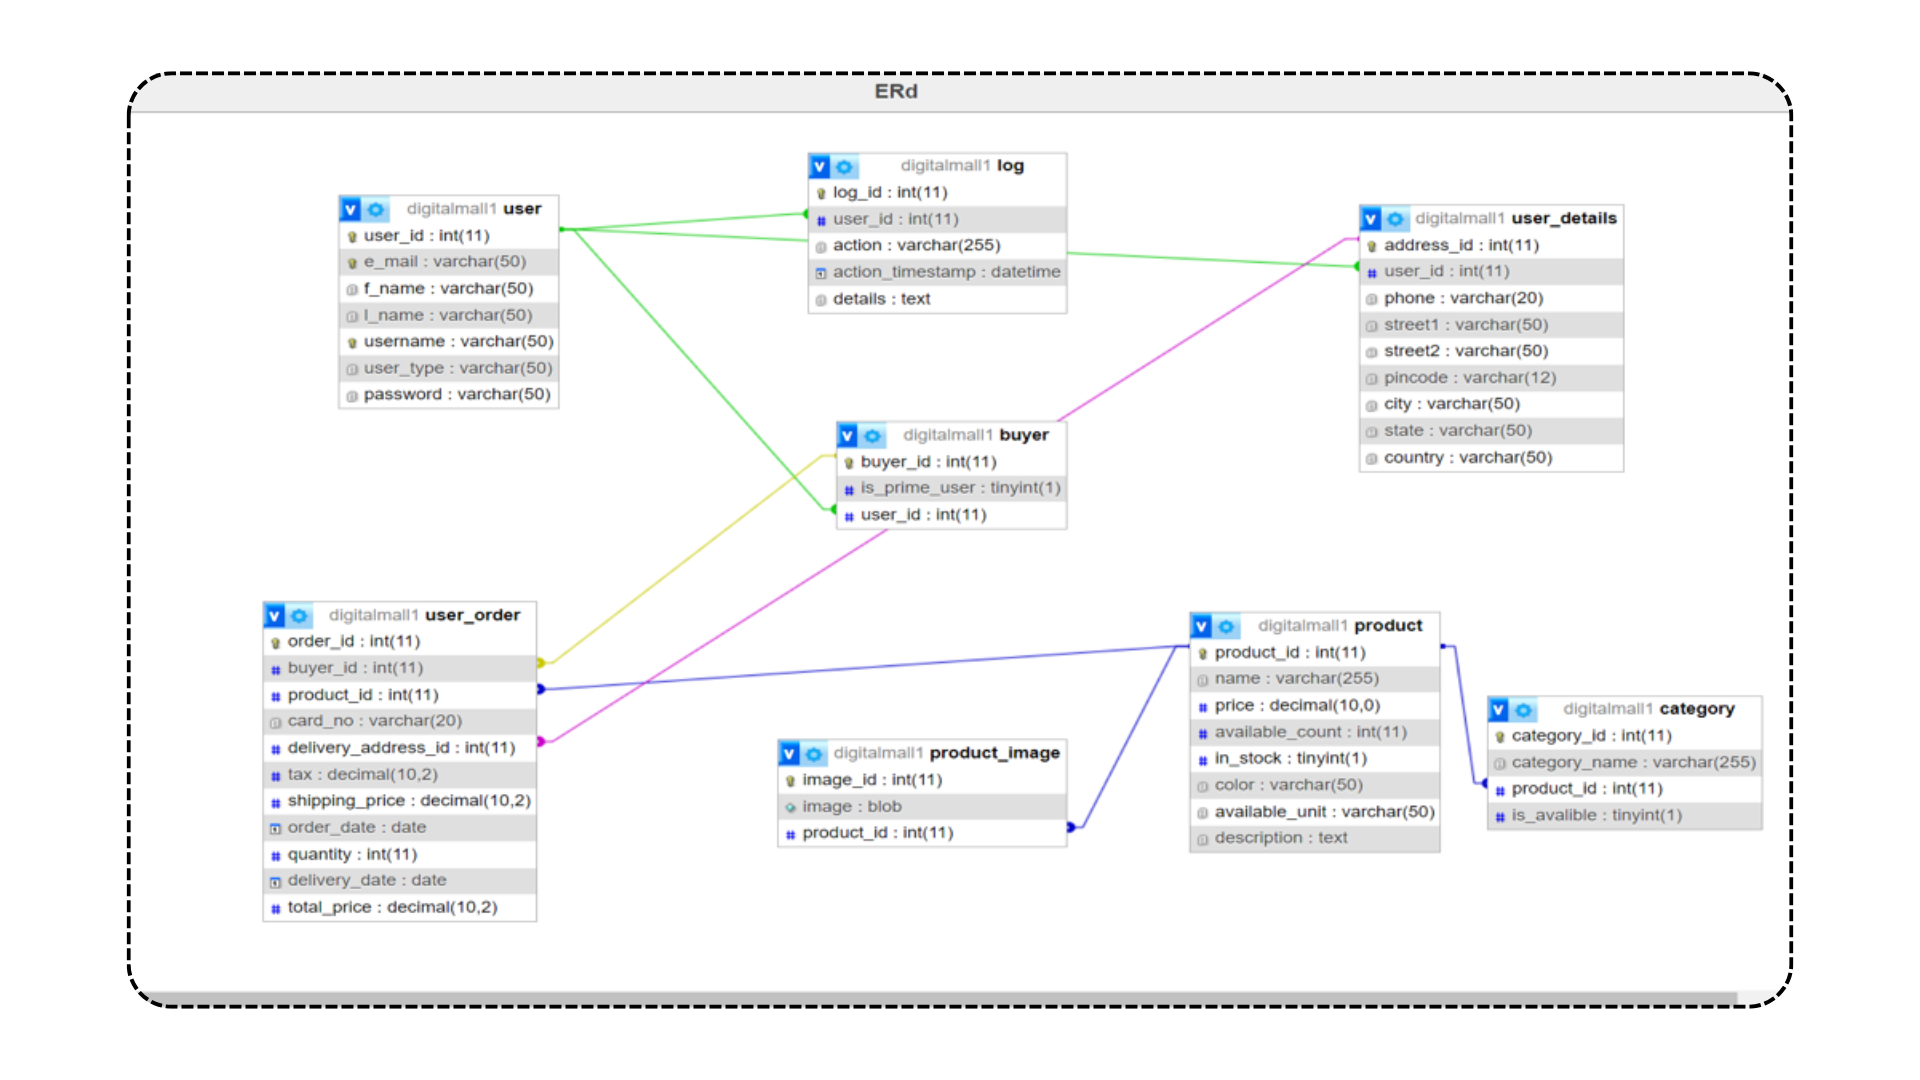 ERd
digitalmall1 user
user_id : int(11)
e_mail : varchar(50)
f_name : varchar(50)
l_name : varchar(50)
username : varchar(50)
user_type : varchar(50)
password : varchar(50)
digitalmall1 log
log_id : int(11)
user_id : int(11)
action : varchar(255)
action_timestamp : datetime
details : text
digitalmall1 user_details
address_id : int(11)
user_id : int(11)
phone : varchar(20)
street1 : varchar(50)
street2 : varchar(50)
pincode : varchar(12)
city : varchar(50)
state : varchar(50)
country : varchar(50)
digitalmall1 buyer
buyer_id : int(11)
is_prime_user : tinyint(1)
user_id : int(11)
digitalmall1 user_order
order_id : int(11)
buyer_id : int(11)
product_id : int(11)
card_no : varchar(20)
delivery_address_id : int(11)
tax : decimal(10,2)
shipping_price : decimal(10,2)
order_date : date
quantity : int(11)
delivery_date : date
total_price : decimal(10,2)
digitalmall1 product_image
image_id : int(11)
image : blob
product_id : int(11)
digitalmall1 product
product_id : int(11)
name : varchar(255)
price : decimal(10,0)
available_count : int(11)
in_stock : tinyint(1)
color : varchar(50)
available_unit : varchar(50)
description : text
digitalmall1 category
category_id : int(11)
category_name : varchar(255)
product_id : int(11)
is_avalible : tinyint(1)